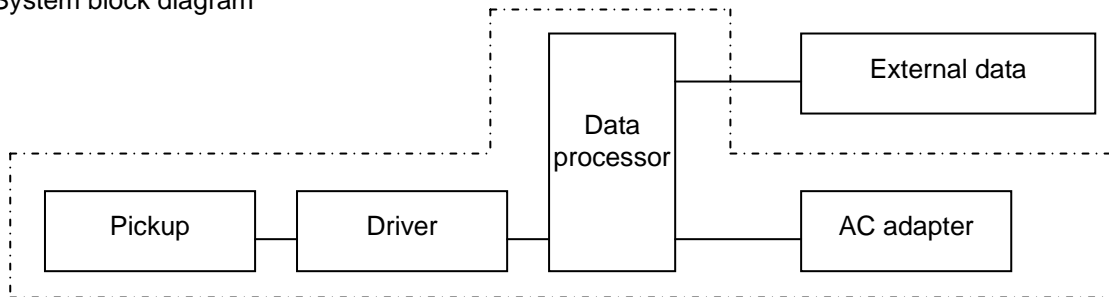 System block diagram
External data
Data
processor
Pickup
Driver
AC adapter